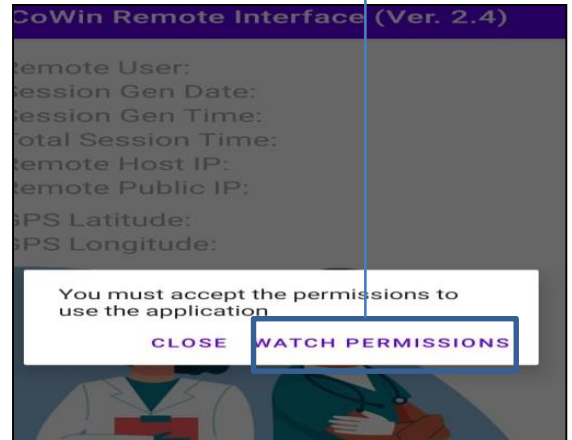 CoWin Remote Interface (Ver. 2.4)
Remote User:
Session Gen Date:
Session Gen Time:
Total Session Time:
Remote Host IP:
Remote Public IP:
GPS Latitude:
GPS Longitude:
You must accept the permissions to
use the application
CLOSE WATCH PERMISSIONS